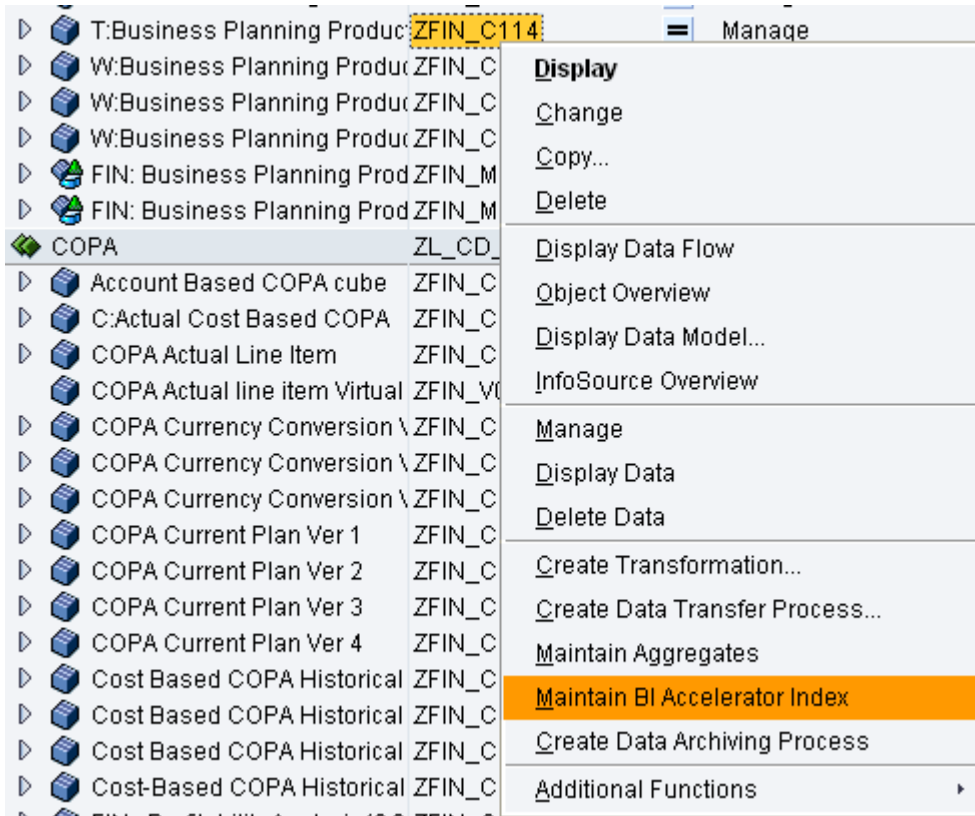 T:Business Planning Produc ZFIN_C114 Manage
W:Business Planning Produc ZFIN_C
W:Business Planning Produc ZFIN_C
W:Business Planning Produc ZFIN_C
FIN: Business Planning Prod ZFIN_M
FIN: Business Planning Prod ZFIN_M
COPA ZL_CD_
Account Based COPA cube ZFIN_C
C:Actual Cost Based COPA ZFIN_C
COPA Actual Line Item ZFIN_C
COPA Actual line item Virtual ZFIN_V
COPA Currency Conversion ZFIN_C
COPA Currency Conversion ZFIN_C
COPA Currency Conversion ZFIN_C
COPA Current Plan Ver 1 ZFIN_C
COPA Current Plan Ver 2 ZFIN_C
COPA Current Plan Ver 3 ZFIN_C
COPA Current Plan Ver 4 ZFIN_C
Cost Based COPA Historical ZFIN_C
Cost Based COPA Historical ZFIN_C
Cost Based COPA Historical ZFIN_C
Cost-Based COPA Historical ZFIN_C
Display
Change
Copy...
Delete
Display Data Flow
Object Overview
Display Data Model...
InfoSource Overview
Manage
Display Data
Delete Data
Create Transformation...
Create Data Transfer Process...
Maintain Aggregates
Maintain BI Accelerator Index
Create Data Archiving Process
Additional Functions